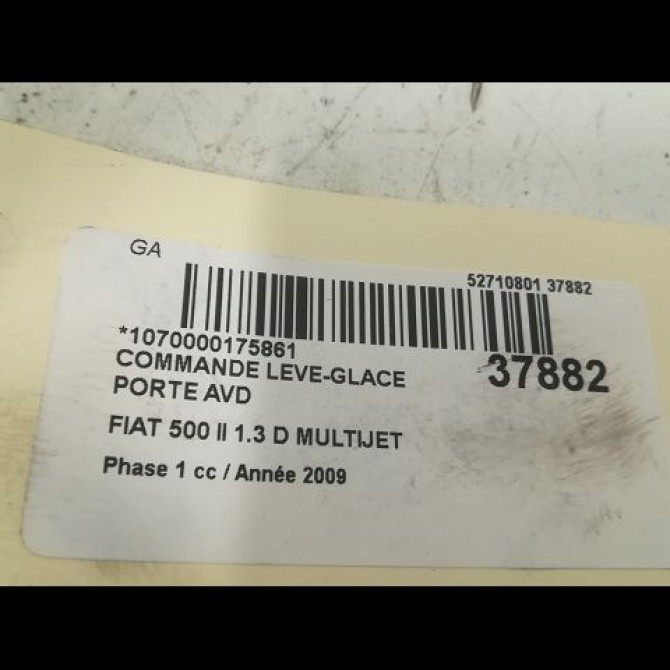 GA
52710801 37882
*1070000175861
37882
COMMANDE LEVE-GLACE
PORTE AVD
FIAT 500 II 1.3 D MULTIJET
Phase 1 cc / Année 2009